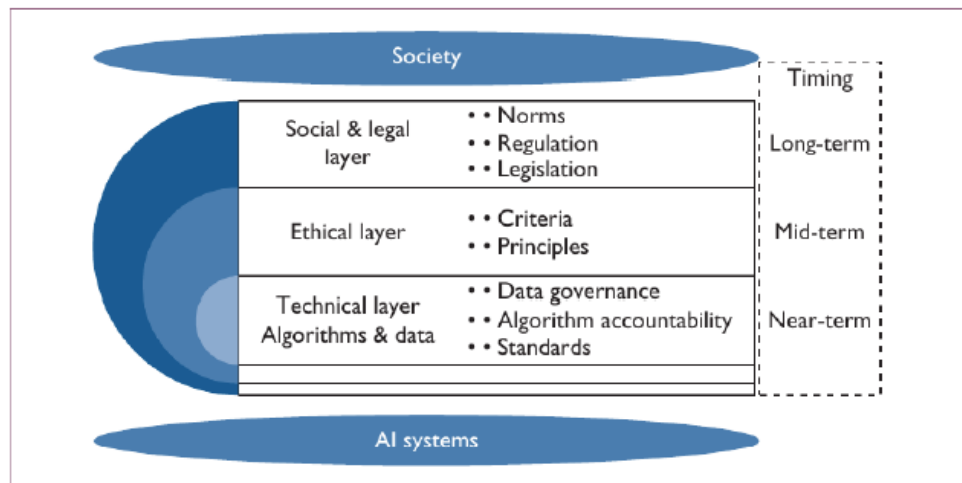 Society
Timing
Social & legal
layer
• • Norms
• • Regulation
• • Legislation
Long-term
Ethical layer
• • Criteria
• • Principles
Mid-term
Technical layer
Algorithms & data
• • Data governance
• • Algorithm accountability
• • Standards
Near-term
AI systems